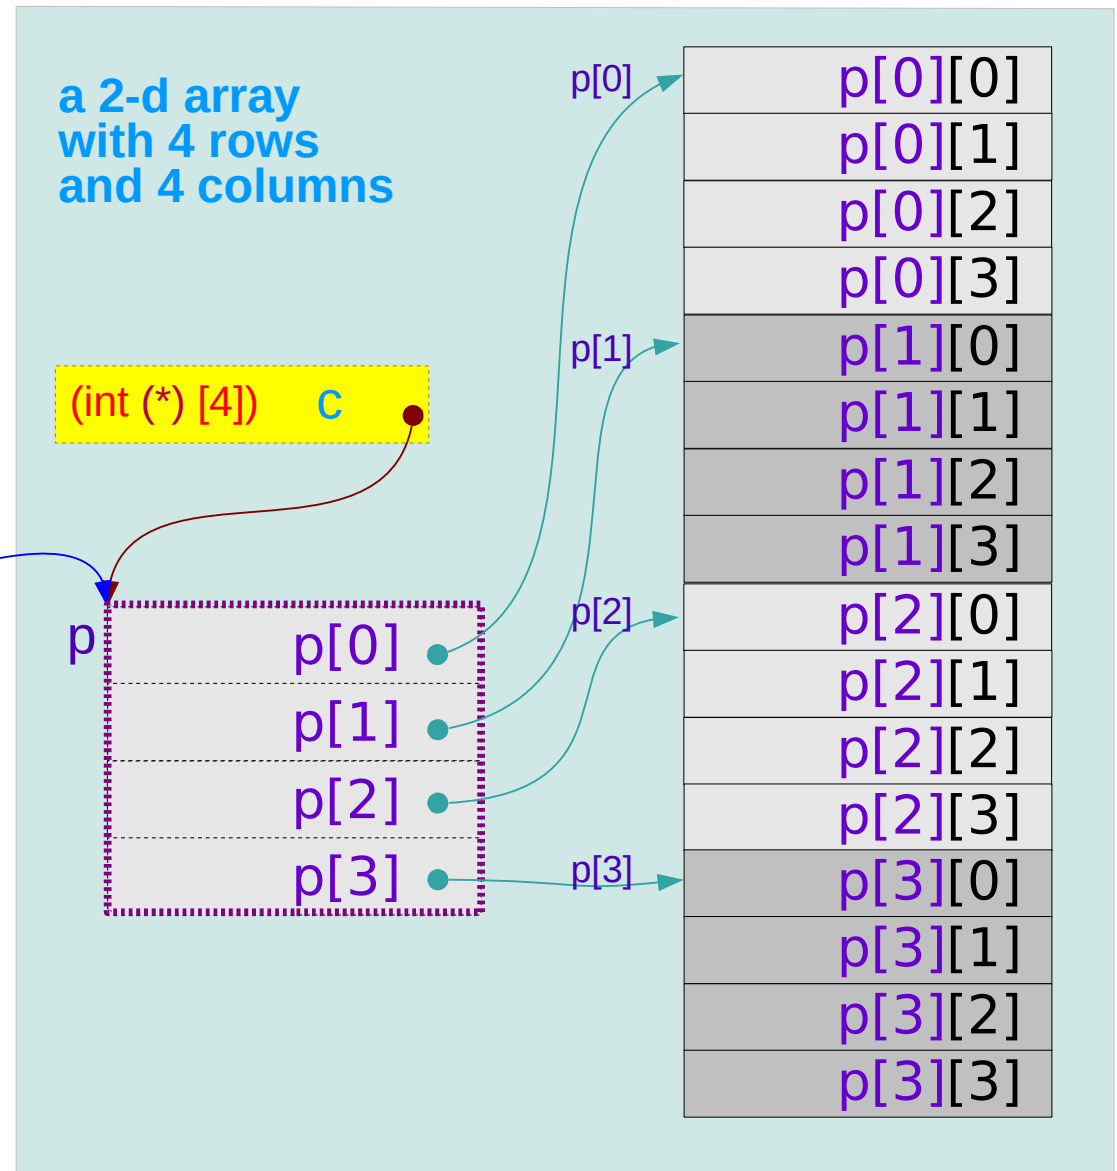 a 2-d array
with 4 rows
and 4 columns
(int (*) [4]) c
p
p[0]
p[1]
p[2]
p[3]
p[0]
p[1]
p[2]
p[3]
p[0][0]
p[0][1]
p[0][2]
p[0][3]
p[1][0]
p[1][1]
p[1][2]
p[1][3]
p[2][0]
p[2][1]
p[2][2]
p[2][3]
p[3][0]
p[3][1]
p[3][2]
p[3][3]